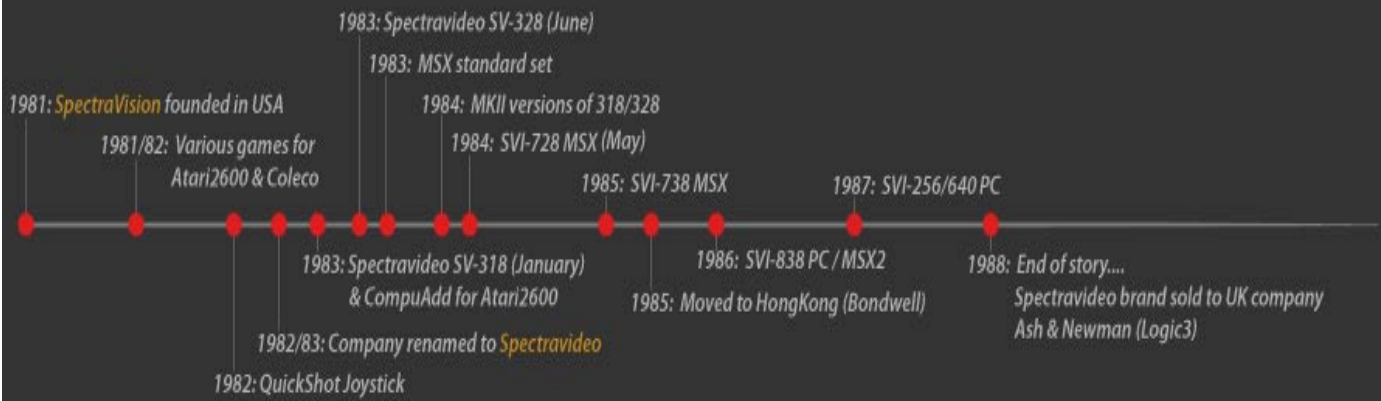 1983: Spectravideo SV-328 (June)
1983: MSX standard set
1981: SpectraVision founded in USA
1984: MKII versions of 318/328
1981/82: Various games for
Atari2600 & Coleco
1984: SVI-728 MSX (May)
1985: SVI-738 MSX
1987: SVI-256/640 PC
1983: Spectravideo SV-318 (January)
& CompuAdd for Atari2600
1986: SVI-838 PC / MSX2
1988: End of story....
Spectravideo brand sold to UK company
Ash & Newman (Logic3)
1985: Moved to HongKong (Bondwell)
1982/83: Company renamed to Spectravideo
1982: QuickShot Joystick